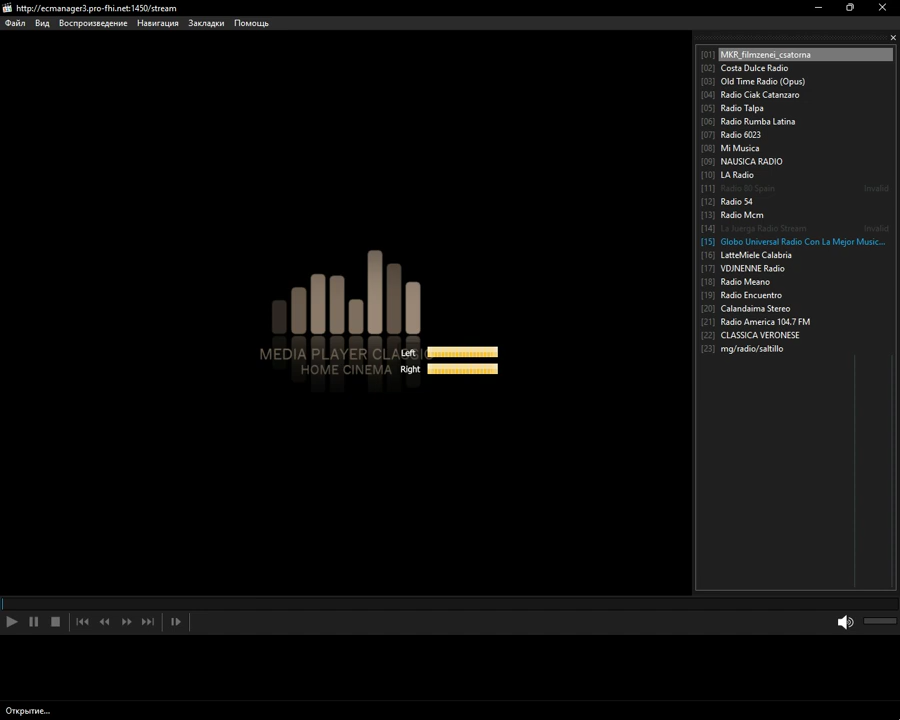 http://ecmanager3.pro-fhi.net:1450/stream
Файл Вид Воспроизведение Навигация Закладки Помощь
[01] MKR_filmzenei_csatorna
[02] Costa Dulce Radio
[03] Old Time Radio (Opus)
[04] Radio Ciak Catanzaro
[05] Radio Talpa
[06] Radio Rumba Latina
[07] Radio 6023
[08] Mi Musica
[09] NAUSICA RADIO
[10] LA Radio
[11] Radio 80 Spain Invalid
[12] Radio 54
[13] Radio Mcm
[14] La Juerga Radio Stream Invalid
[15] Globo Universal Radio Con La Mejor Music...
[16] LatteMiele Calabria
[17] VDJNENNE Radio
[18] Radio Meano
[19] Radio Encuentro
[20] Calandaima Stereo
[21] Radio America 104.7 FM
[22] CLASSICA VERONESE
[23] mg/radio/saltillo
MEDIA PLAYER CLASSIC
HOME CINEMA
Left
Right
Открытие...